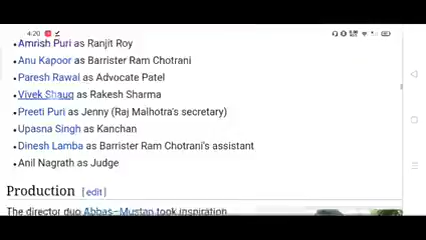 4:20
•Amrish Puri as Ranjit Roy
•Anu Kapoor as Barrister Ram Chotrani
•Paresh Rawal as Advocate Patel
•Vivek Shauq as Rakesh Sharma
•Preeti Puri as Jenny (Raj Malhotra's secretary)
•Upasna Singh as Kanchan
•Dinesh Lamba as Barrister Ram Chotrani's assistant
•Anil Nagrath as Judge
Production [edit]
The director duo Abbas–Mustan took inspiration